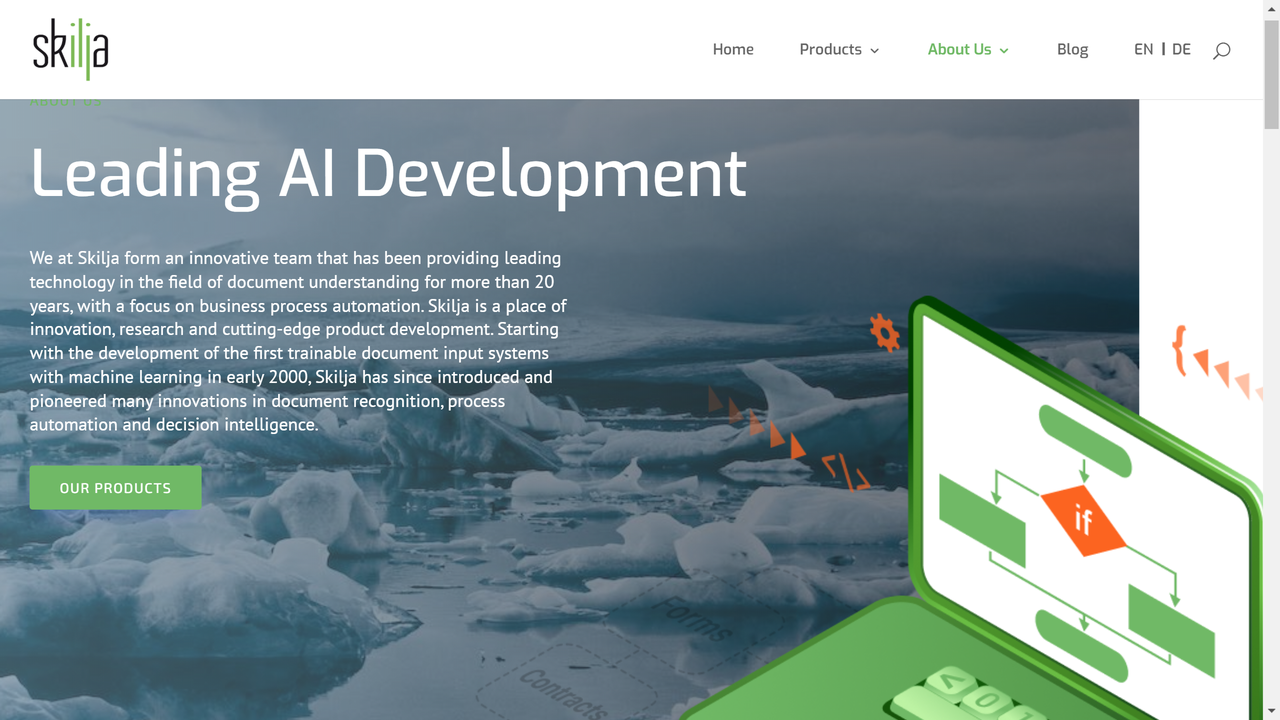 skilja
Home
Products
About Us
Blog
EN | DE
ABOUT US
Leading AI Development
We at Skilja form an innovative team that has been providing leading
technology in the field of document understanding for more than 20
years, with a focus on business process automation. Skilja is a place of
innovation, research and cutting-edge product development. Starting
with the development of the first trainable document input systems
with machine learning in early 2000, Skilja has since introduced and
pioneered many innovations in document recognition, process
automation and decision intelligence.
OUR PRODUCTS
{
</>
if
Forms
Contracts
< 0 1